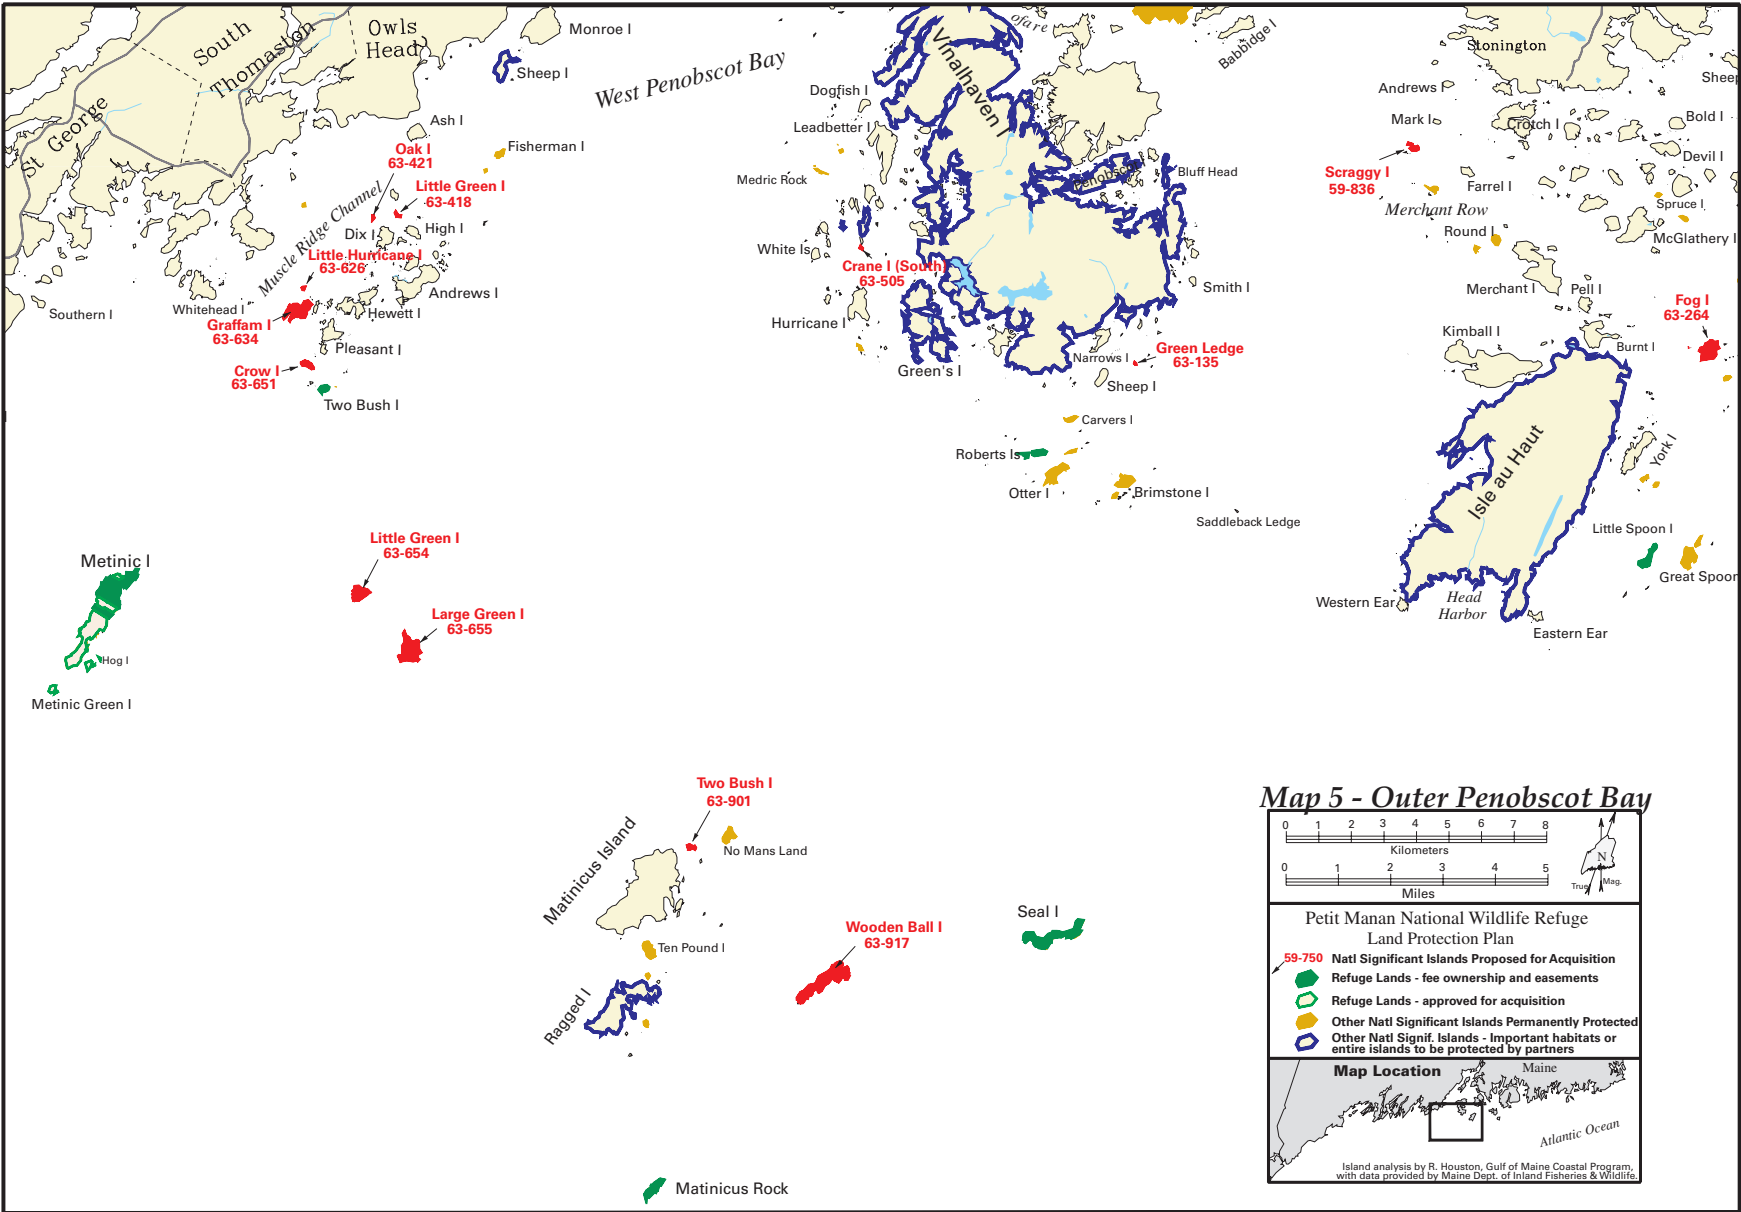 South
Thomaston
Owls
Head
St George
Monroe I
Sheep I
West Penobscot Bay
Ash I
Fisherman I
Oak I
63-421
Little Green I
63-418
Muscle Ridge Channel
Dix I
High I
Little Hurricane I
63-626
Andrews I
Whitehead I
Hewett I
Southern I
Graffam I
63-634
Pleasant I
Crow I
63-651
Two Bush I
Vinalhaven I
ofare
Babbidge I
Dogfish I
Leadbetter I
Medric Rock
Penobscot
Bluff Head
White Is
Crane I (South)
63-505
Smith I
Hurricane I
Green's I
Narrows I
Green Ledge
63-135
Sheep I
Carvers I
Roberts Is
Otter I
Brimstone I
Saddleback Ledge
Stonington
Sheep
Andrews I
Mark I
Crotch I
Bold I
Devil I
Scraggy I
59-836
Farrel I
Merchant Row
Spruce I
Round I
McGlathery I
Merchant I
Pell I
Fog I
63-264
Kimball I
Burnt I
Isle au Haut
York I
Little Spoon I
Great Spoon
Western Ear
Head
Harbor
Eastern Ear
Metinic I
Hog I
Metinic Green I
Little Green I
63-654
Large Green I
63-655
Two Bush I
63-901
No Mans Land
Matinicus Island
Ten Pound I
Ragged I
Wooden Ball I
63-917
Seal I
Matinicus Rock
Map 5 - Outer Penobscot Bay
0 1 2 3 4 5 6 7 8
Kilometers
0 1 2 3 4 5
Miles
N
True
Mag.
Petit Manan National Wildlife Refuge
Land Protection Plan
59-750 Natl Significant Islands Proposed for Acquisition
Refuge Lands - fee ownership and easements
Refuge Lands - approved for acquisition
Other Natl Significant Islands Permanently Protected
Other Natl Signif. Islands - Important habitats or
entire islands to be protected by partners
Map Location
Maine
Atlantic Ocean
Island analysis by R. Houston, Gulf of Maine Coastal Program,
with data provided by Maine Dept. of Inland Fisheries & Wildlife.